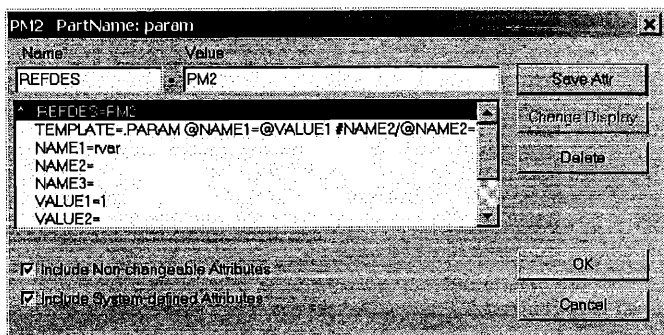 PM2 PartName: param
Name Value
REFDES = PM2
Save Attr
* REFDES=PM2
TEMPLATE=.PARAM @NAME1=@VALUE1 #NAME2/@NAME2=
NAME1=rvar
NAME2=
NAME3=
VALUE1=1
VALUE2=
Change Display
Delete
Include Non-changeable Attributes
Include System-defined Attributes
OK
Cancel